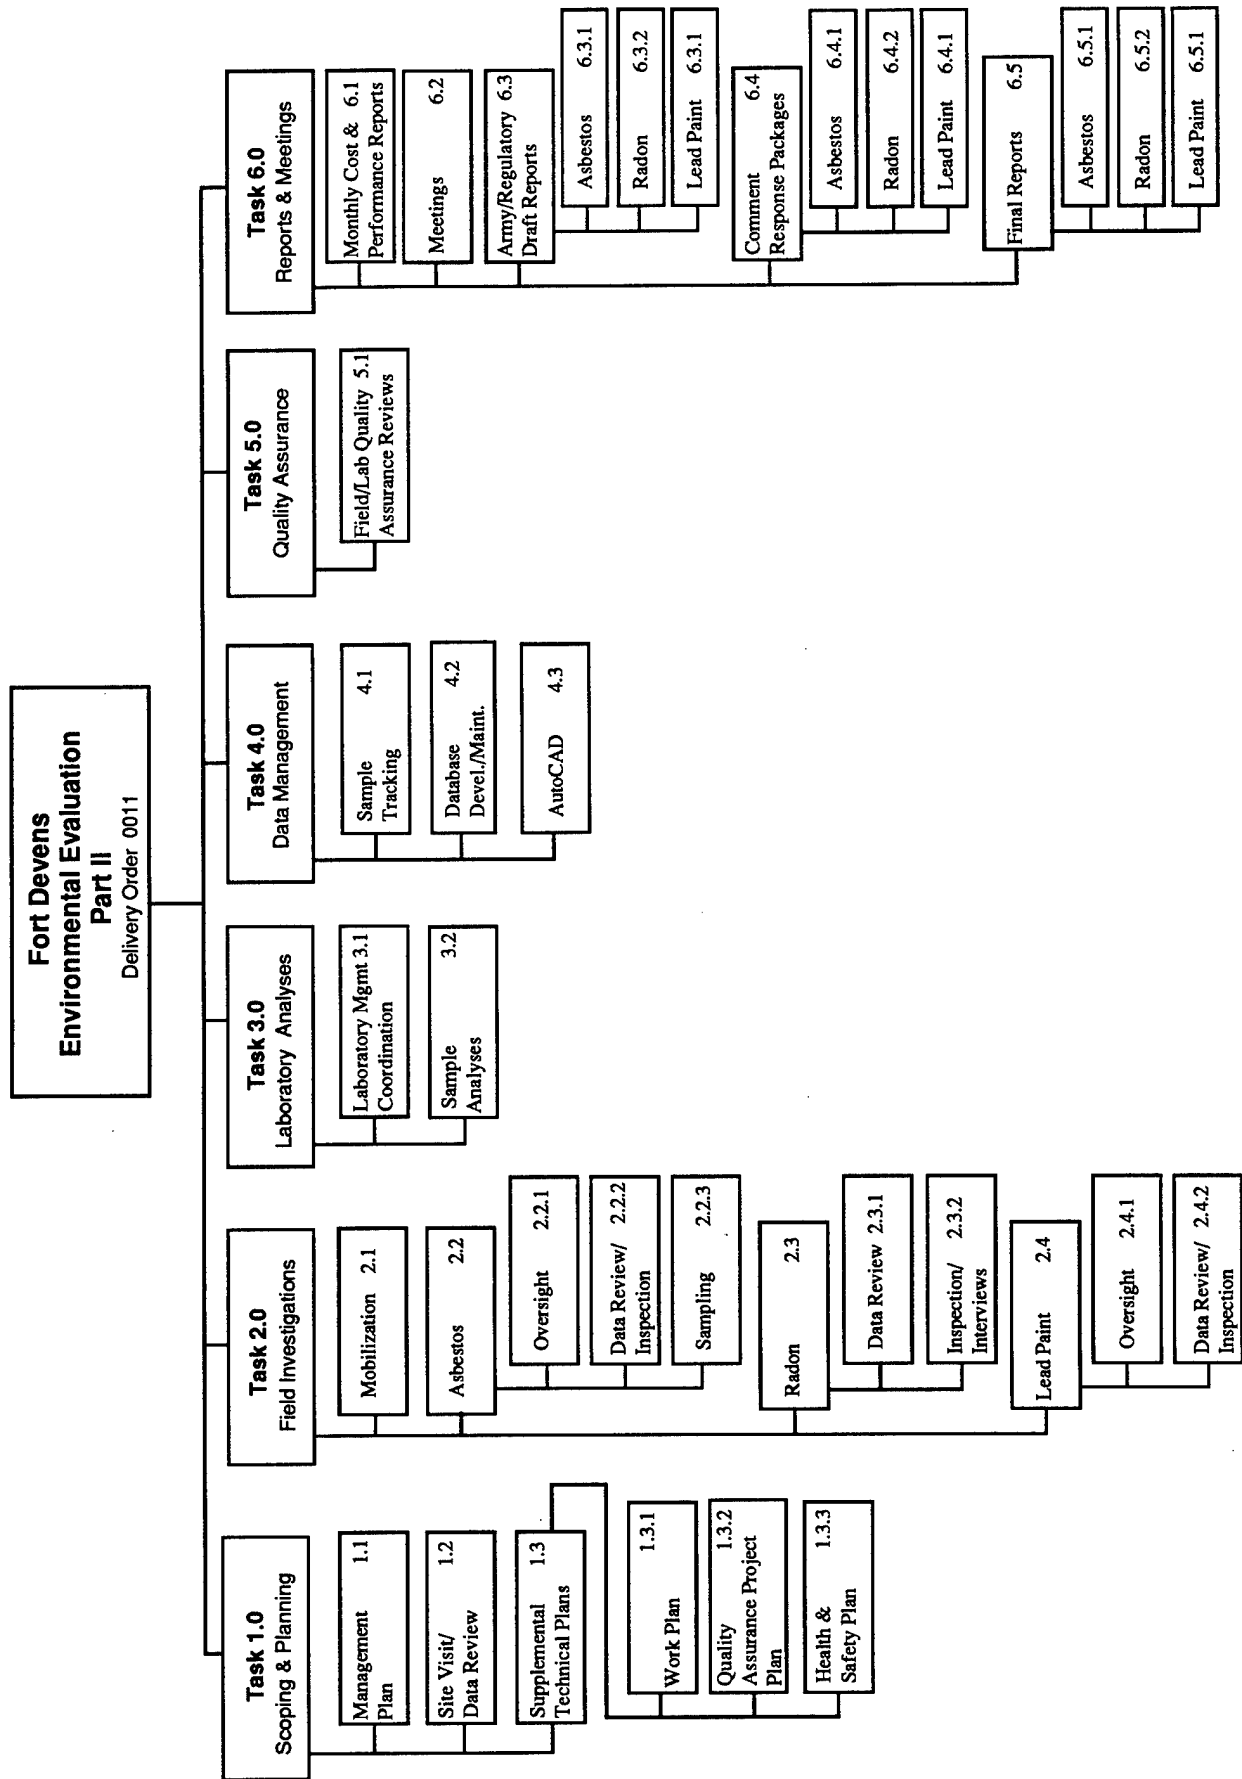 Fort Devens
Environmental Evaluation
Part II
Delivery Order 0011
Task 1.0
Scoping & Planning
Management 1.1
Plan
Site Visit/ 1.2
Data Review
Supplemental 1.3
Technical Plans
1.3.1
Work Plan
Quality 1.3.2
Assurance Project
Plan
Health & 1.3.3
Safety Plan
Task 2.0
Field Investigations
Mobilization 2.1
Asbestos 2.2
Oversight 2.2.1
Data Review/ 2.2.2
Inspection
Sampling 2.2.3
Radon 2.3
Data Review 2.3.1
Inspection/ 2.3.2
Interviews
Lead Paint 2.4
Oversight 2.4.1
Data Review/ 2.4.2
Inspection
Task 3.0
Laboratory Analyses
Laboratory Mgmt 3.1
Coordination
Sample 3.2
Analyses
Task 4.0
Data Management
Sample 4.1
Tracking
Database 4.2
Devel./Maint.
AutoCAD 4.3
Task 5.0
Quality Assurance
Field/Lab Quality 5.1
Assurance Reviews
Task 6.0
Reports & Meetings
Monthly Cost & 6.1
Performance Reports
Meetings 6.2
Army/Regulatory 6.3
Draft Reports
Asbestos 6.3.1
Radon 6.3.2
Lead Paint 6.3.1
Comment 6.4
Response Packages
Asbestos 6.4.1
Radon 6.4.2
Lead Paint 6.4.1
Final Reports 6.5
Asbestos 6.5.1
Radon 6.5.2
Lead Paint 6.5.1